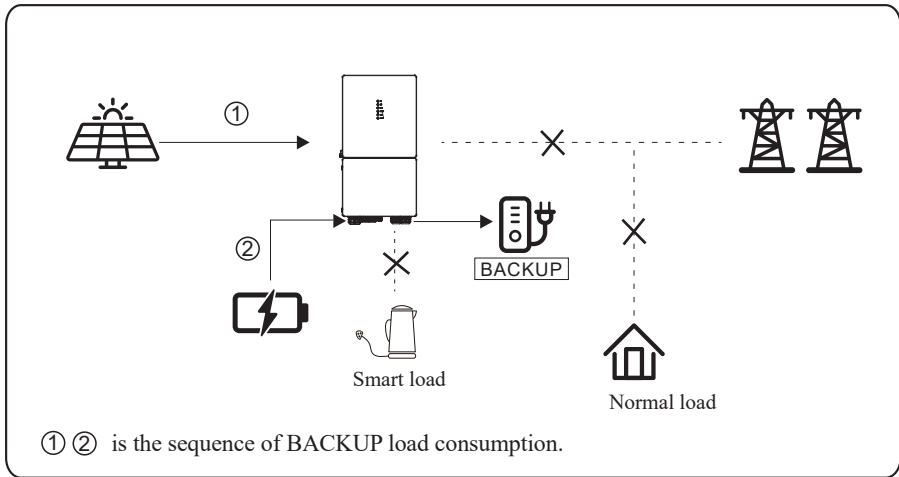 ①
②
BACKUP
Smart load
Normal load
① ② is the sequence of BACKUP load consumption.